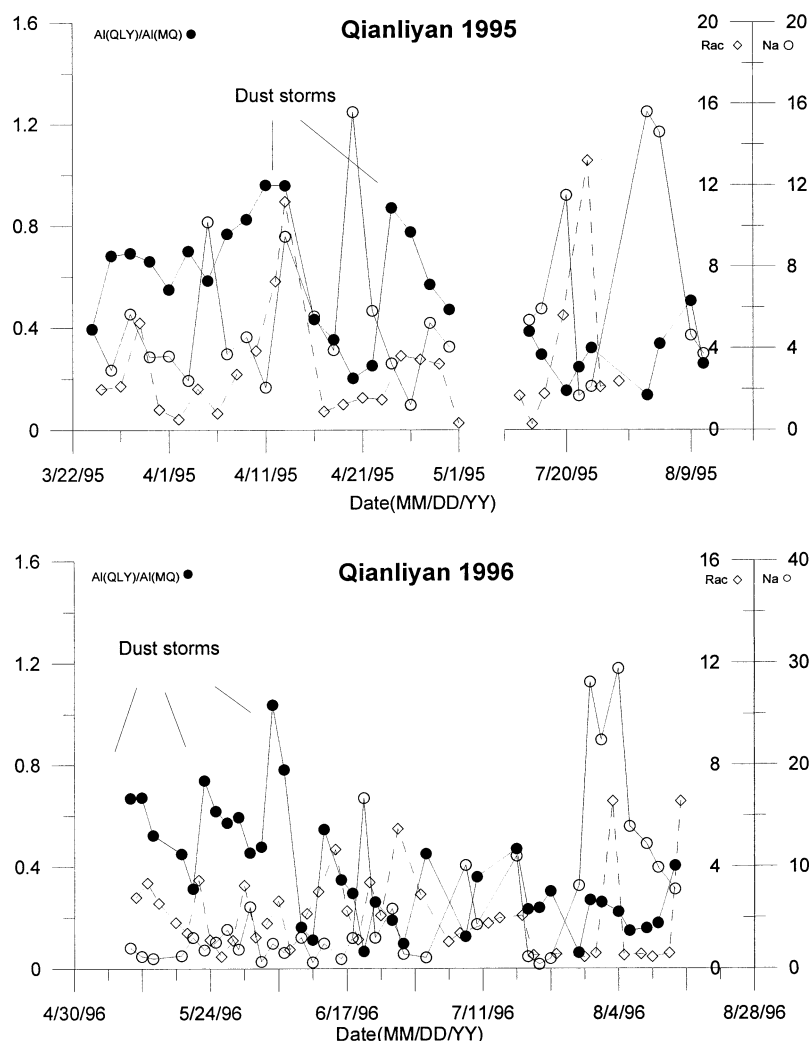 Qianliyan 1995
Al(QLY)/Al(MQ)
Rac
Na
Dust storms
1.6
1.2
0.8
0.4
0
20
16
12
8
4
0
20
16
12
8
4
0
3/22/95 4/1/95 4/11/95 4/21/95 5/1/95 7/20/95 8/9/95
Date(MM/DD/YY)
Qianliyan 1996
Al(QLY)/Al(MQ)
Rac
Na
Dust storms
1.6
1.2
0.8
0.4
0
16
12
8
4
0
40
30
20
10
0
4/30/96 5/24/96 6/17/96 7/11/96 8/4/96 8/28/96
Date(MM/DD/YY)